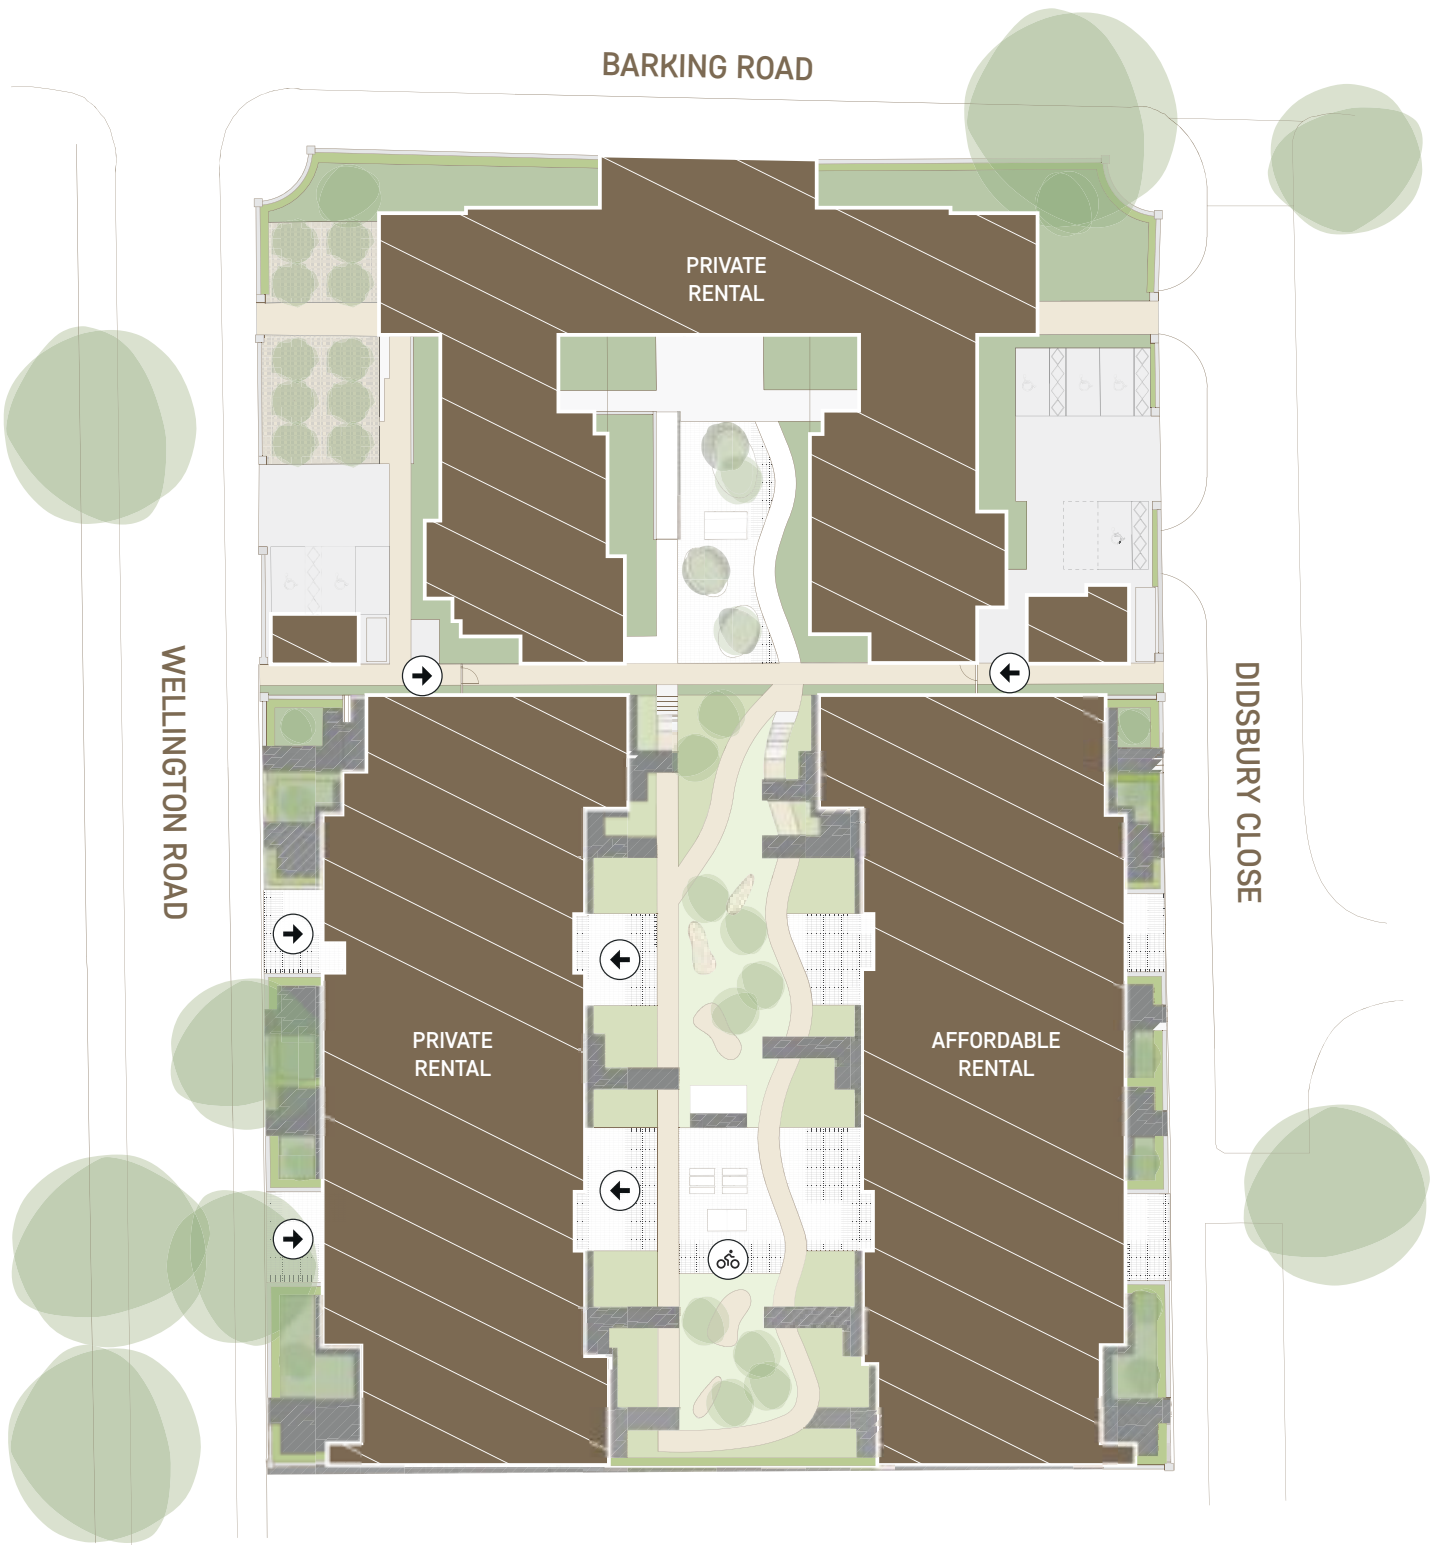 BARKING ROAD
PRIVATE
RENTAL
WELLINGTON ROAD
DIDSBURY CLOSE
PRIVATE
RENTAL
AFFORDABLE
RENTAL